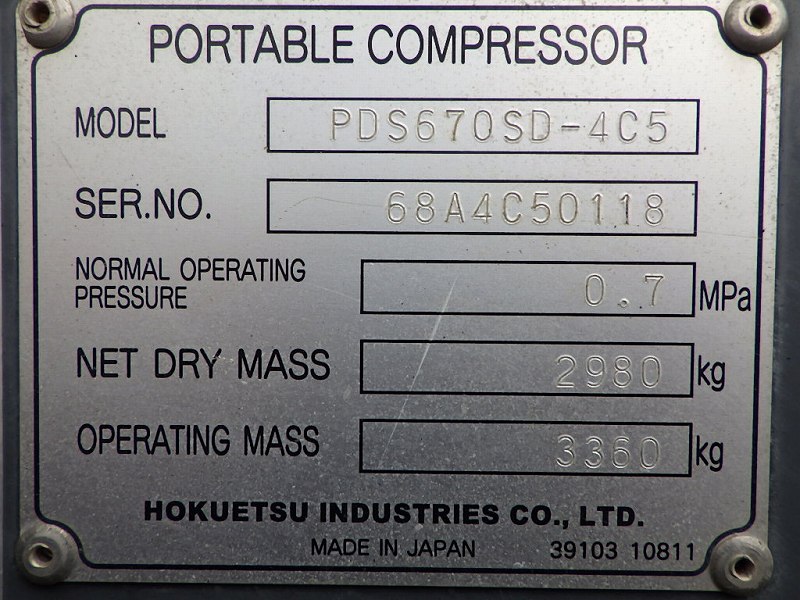 PORTABLE COMPRESSOR
MODEL PDS670SD-4C5
SER.NO. 68A4C50118
NORMAL OPERATING
PRESSURE 0.7 MPa
NET DRY MASS 2980 kg
OPERATING MASS 3360 kg
HOKUETSU INDUSTRIES CO., LTD.
MADE IN JAPAN 39103 10811